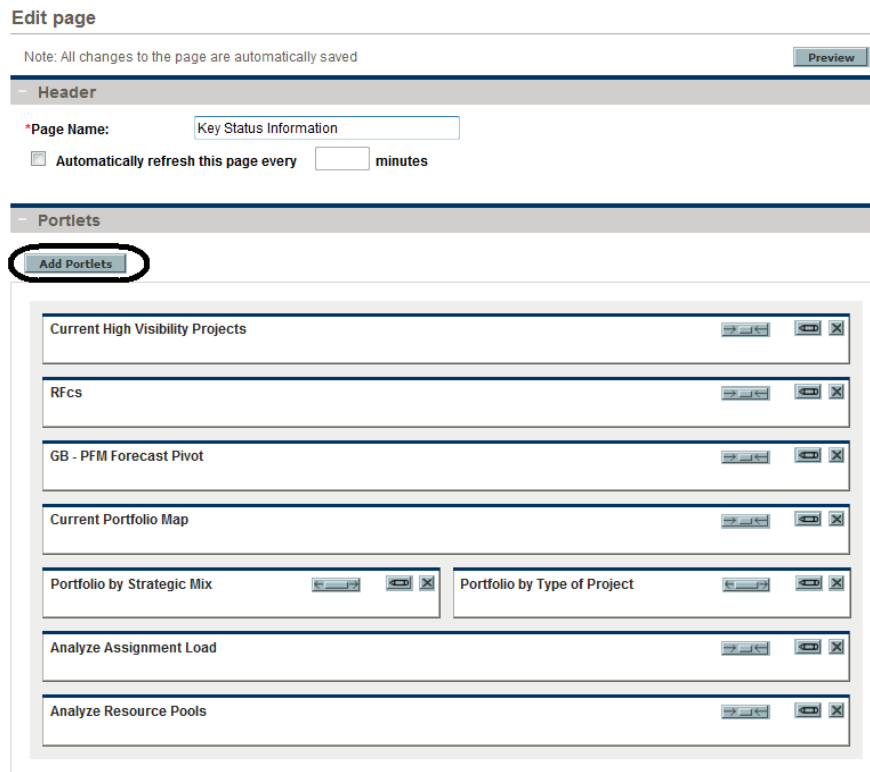 Edit page
Note: All changes to the page are automatically saved
Preview
Header
*Page Name: Key Status Information
Automatically refresh this page every minutes
Portlets
Add Portlets
Current High Visibility Projects
RFcs
GB - PFM Forecast Pivot
Current Portfolio Map
Portfolio by Strategic Mix
Portfolio by Type of Project
Analyze Assignment Load
Analyze Resource Pools